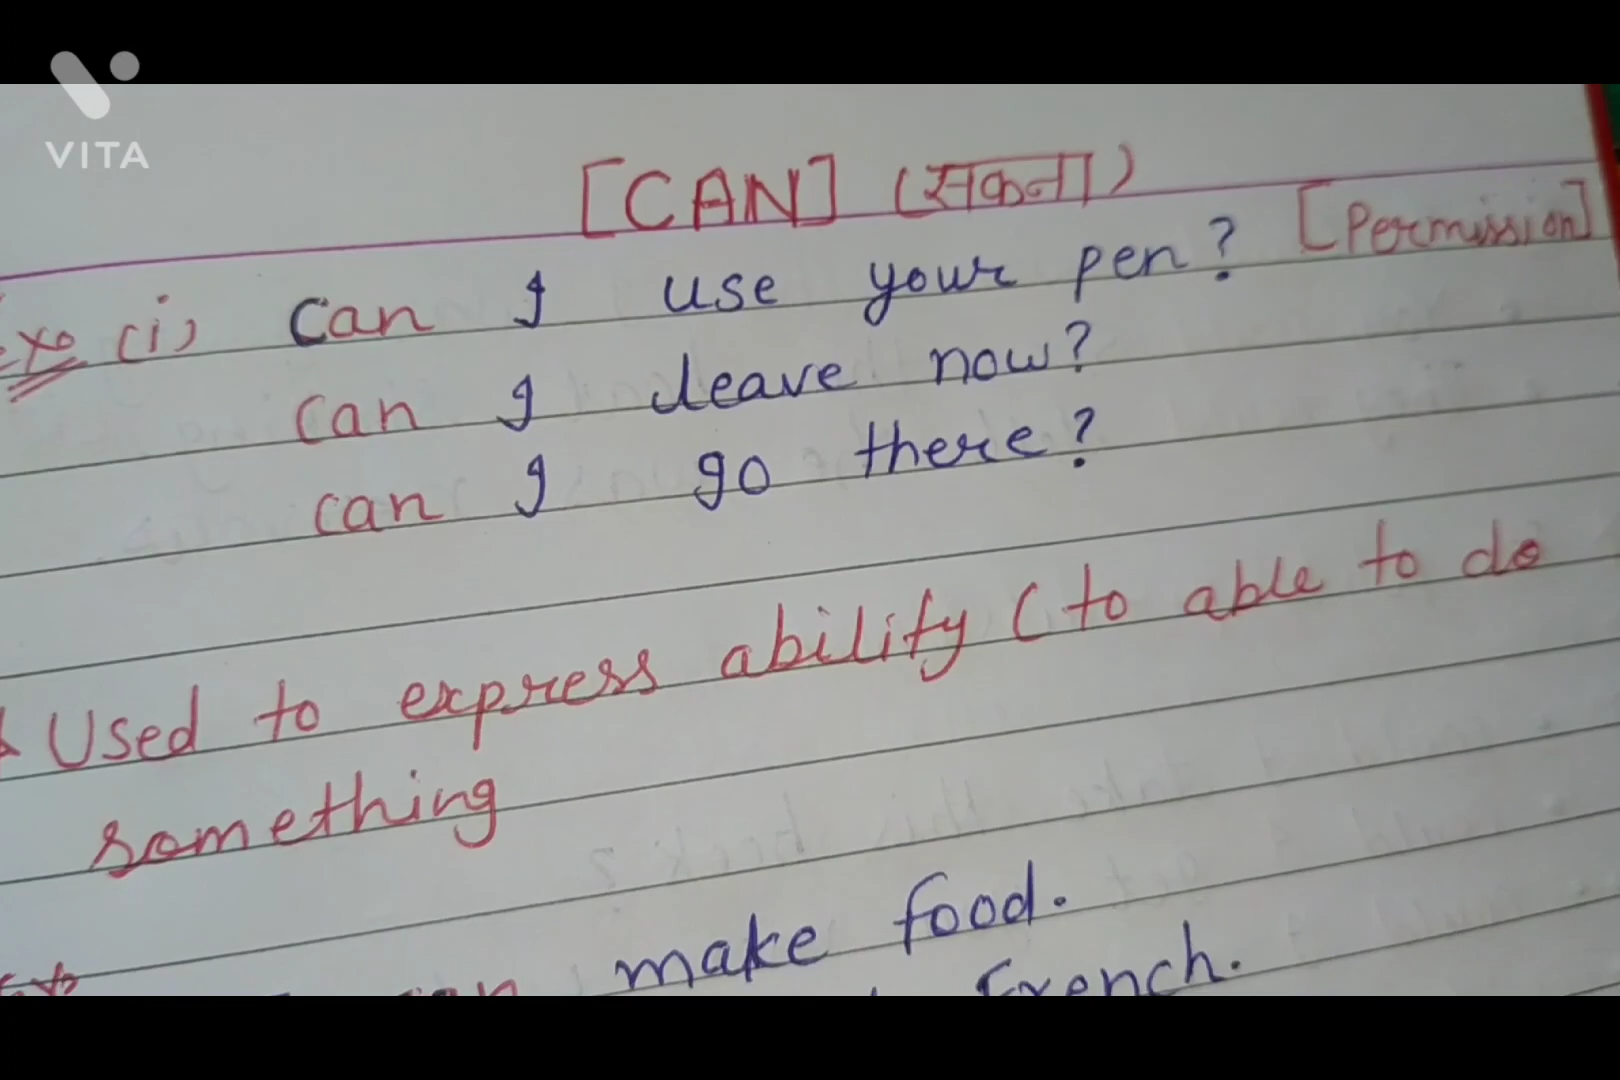 VITA
[CAN] (सकना)
[Permission]
Ex (i) Can I use your pen?
can I leave now?
can I go there?
Used to express ability (to able to do
something
make food.
French.